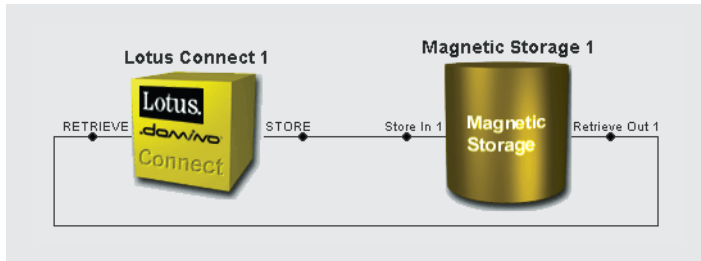 Lotus Connect 1
Magnetic Storage 1
Lotus.
domino
Connect
RETRIEVE
STORE
Store In 1
Magnetic
Storage
Retrieve Out 1